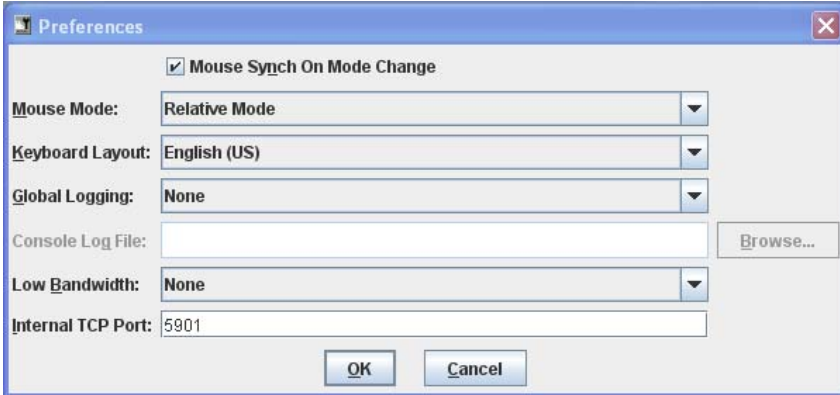 Preferences
Mouse Synch On Mode Change
Mouse Mode: Relative Mode
Keyboard Layout: English (US)
Global Logging: None
Console Log File: Browse...
Low Bandwidth: None
Internal TCP Port: 5901
OK Cancel